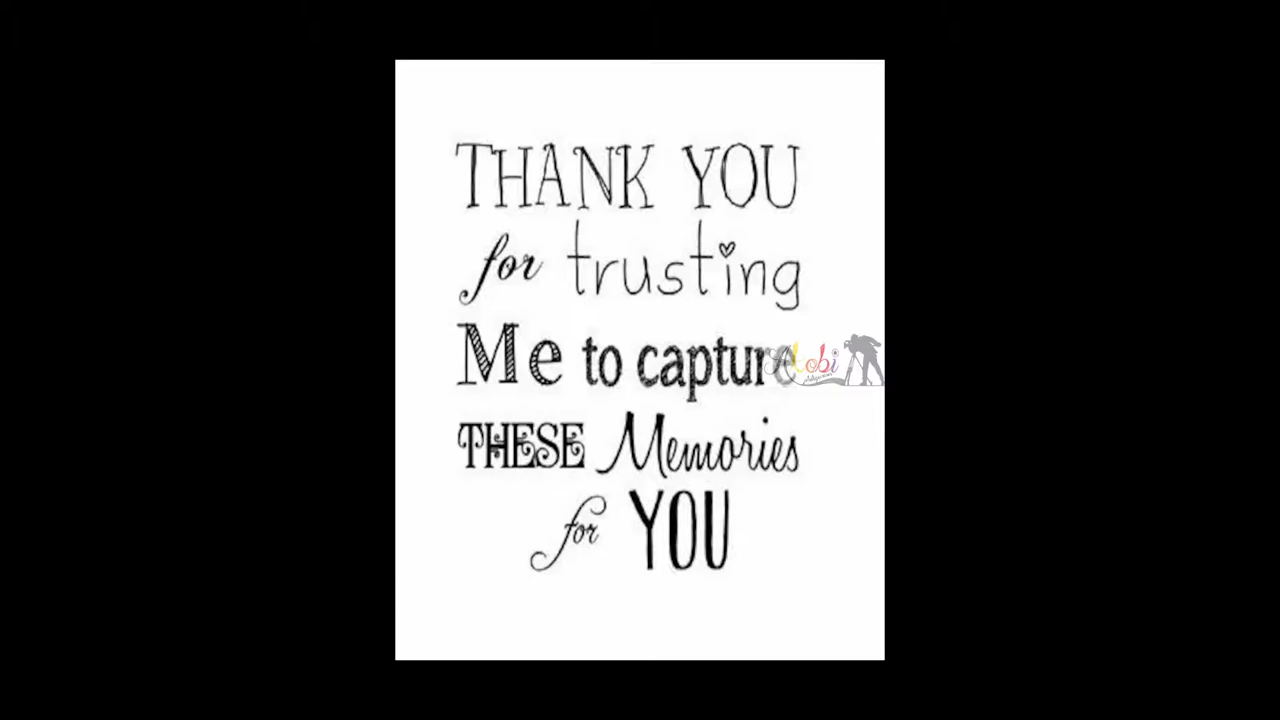 THANK YOU
for trusting
Me to capture
THESE Memories
for YOU